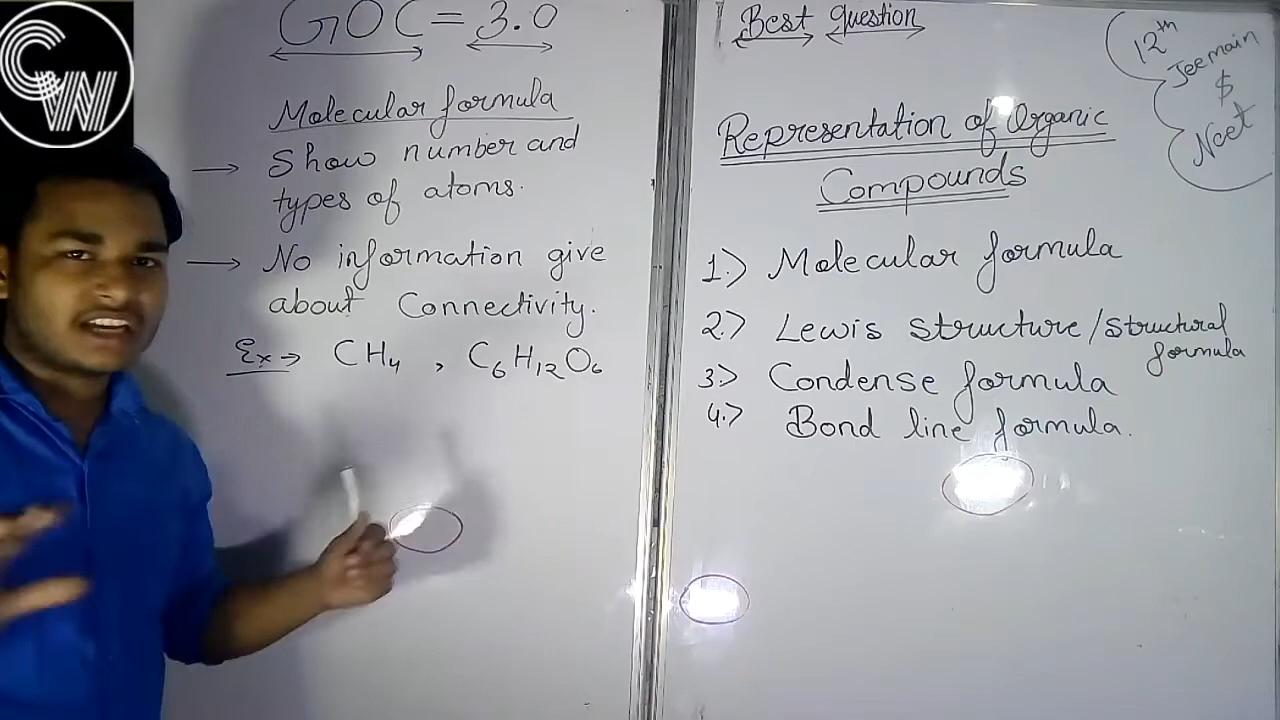 CW
GOC = 3.0
Molecular formula
→ Show number and
types of atoms.
→ No information give
about Connectivity.
Ex → CH4 , C6H12O6
Best question
12th
Jee main
$
Neet
Representation of Organic
Compounds
1.) Molecular formula
2.) Lewis structure/structural
formula
3.) Condense formula
4.) Bond line formula.